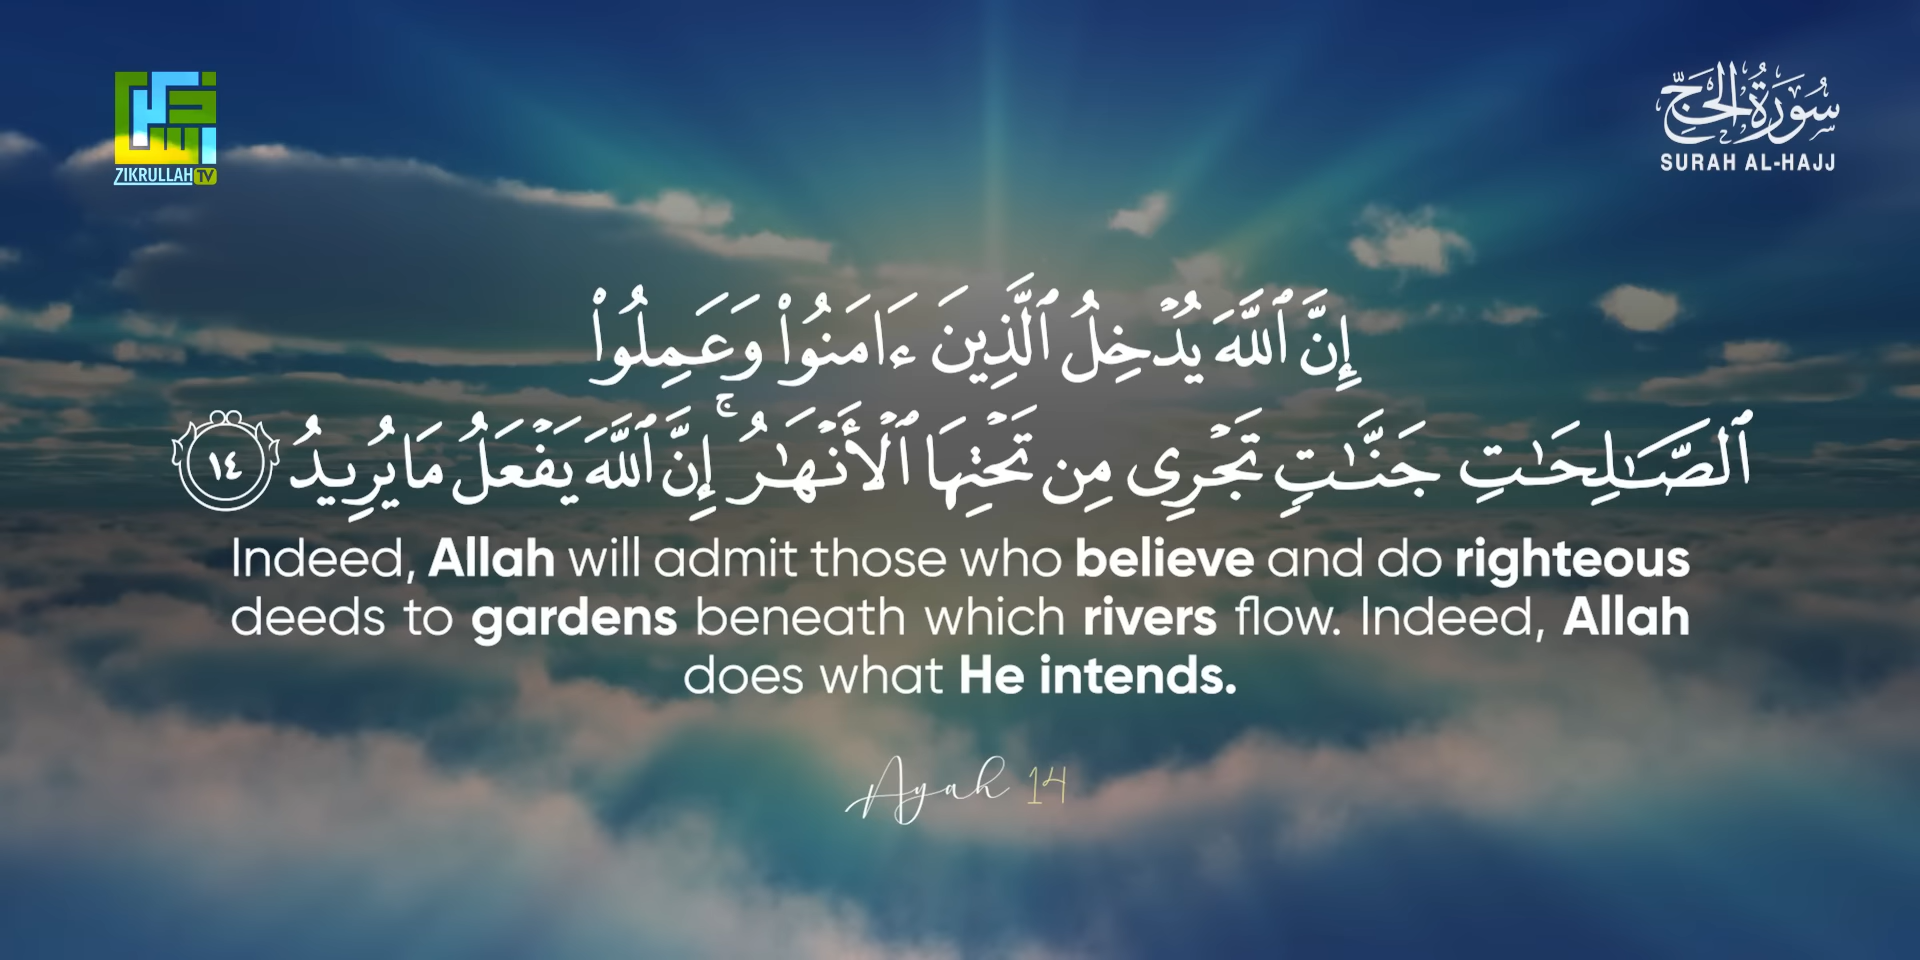 ZIKRULLAH TV
سُورَةُ الحَجِّ
SURAH AL-HAJJ
إِنَّ ٱللَّهَ يُدۡخِلُ ٱلَّذِينَ ءَامَنُواْ وَعَمِلُواْ
ٱلصَّـٰلِحَـٰتِ جَنَّـٰتٍ تَجۡرِى مِن تَحۡتِهَا ٱلۡأَنۡهَـٰرُ ۚ إِنَّ ٱللَّهَ يَفۡعَلُ مَا يُرِيدُ ١٤
Indeed, Allah will admit those who believe and do righteous
deeds to gardens beneath which rivers flow. Indeed, Allah
does what He intends.
Ayah 14